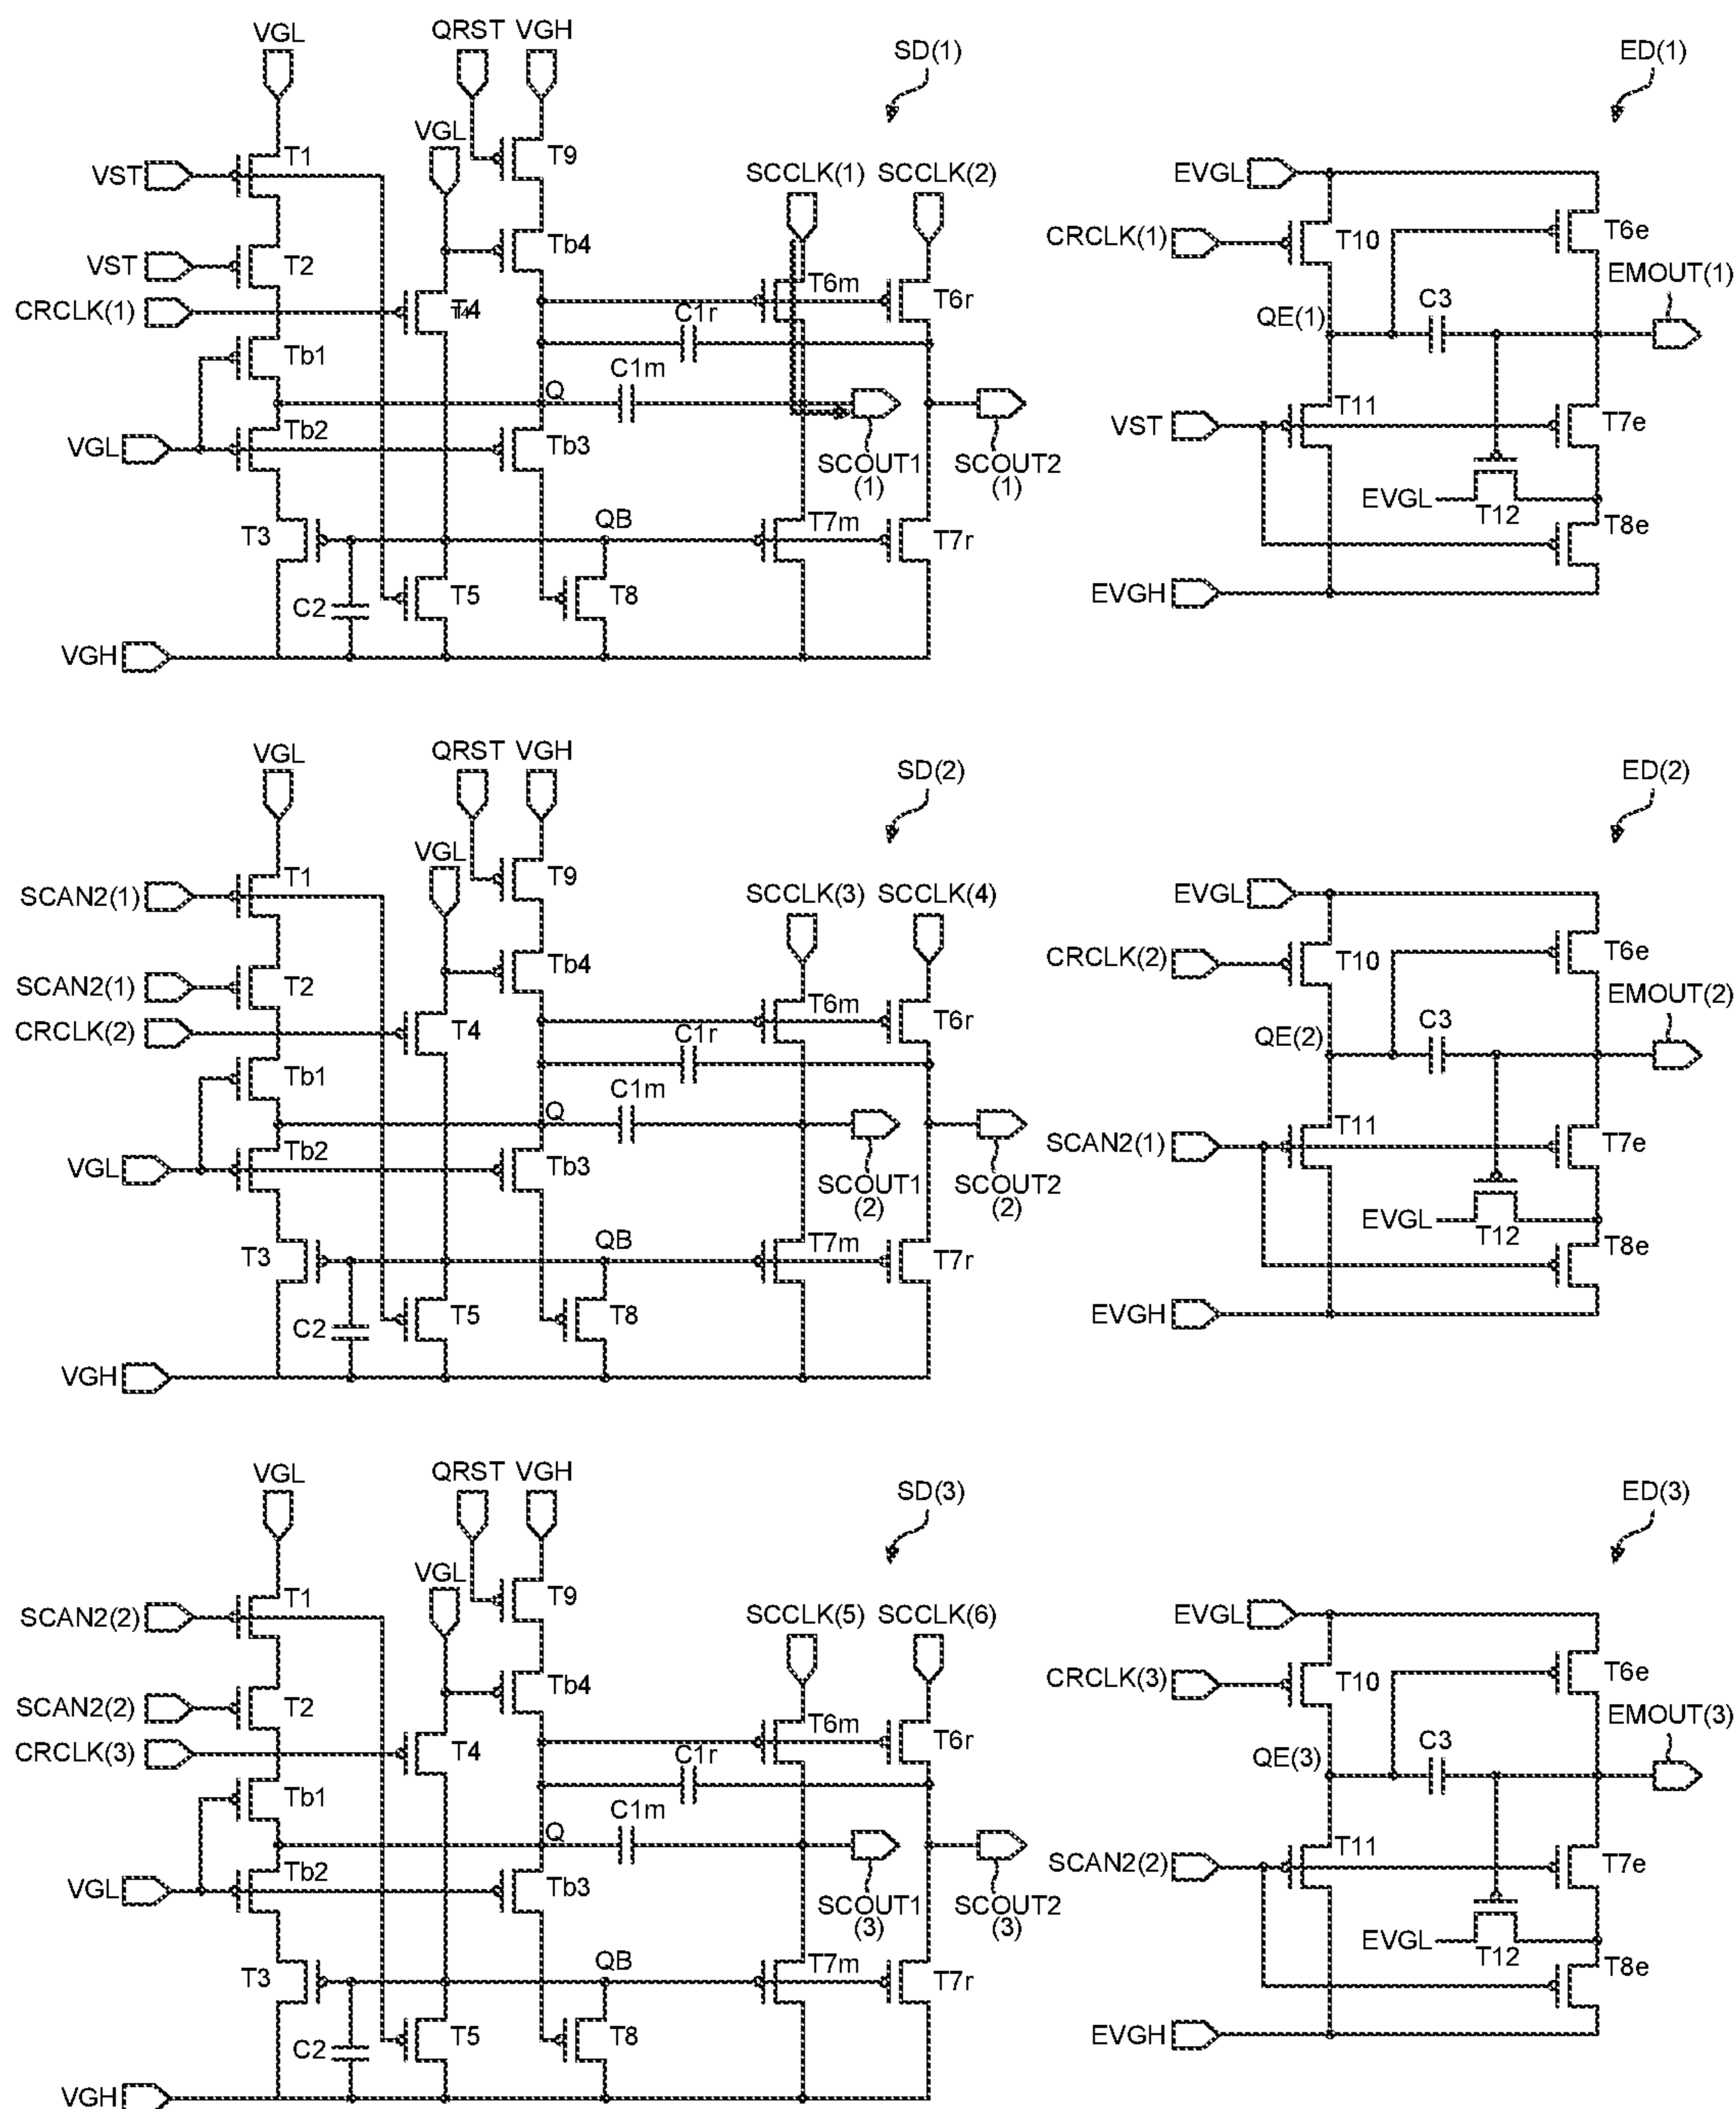 VGL
QRST VGH
SD(1)
ED(1)
VGL
T1
T9
VST
SCCLK(1) SCCLK(2)
EVGL
T6e
VST
T2
Tb4
CRCLK(1)
T10
EMOUT(1)
CRCLK(1)
T4
T6m
T6r
C1r
QE(1)
C3
Tb1
C1m
Q
T11
VGL
Tb2
Tb3
SCOUT1
(1)
SCOUT2
(1)
VST
T7e
EVGL
T12
T3
QB
T7m
T7r
T8e
C2
T5
T8
EVGH
VGH
VGL
QRST VGH
SD(2)
ED(2)
VGL
T1
T9
SCAN2(1)
SCCLK(3) SCCLK(4)
EVGL
T6e
SCAN2(1)
T2
Tb4
CRCLK(2)
T10
EMOUT(2)
CRCLK(2)
T4
T6m
T6r
C1r
QE(2)
C3
Tb1
C1m
Q
T11
VGL
Tb2
Tb3
SCOUT1
(2)
SCOUT2
(2)
SCAN2(1)
T7e
EVGL
T12
T3
QB
T7m
T7r
T8e
C2
T5
T8
EVGH
VGH
VGL
QRST VGH
SD(3)
ED(3)
VGL
T1
T9
SCAN2(2)
SCCLK(5) SCCLK(6)
EVGL
T6e
SCAN2(2)
T2
Tb4
CRCLK(3)
T10
EMOUT(3)
CRCLK(3)
T4
T6m
T6r
C1r
QE(3)
C3
Tb1
C1m
Q
T11
VGL
Tb2
Tb3
SCOUT1
(3)
SCOUT2
(3)
SCAN2(2)
T7e
EVGL
T12
T3
QB
T7m
T7r
T8e
C2
T5
T8
EVGH
VGH